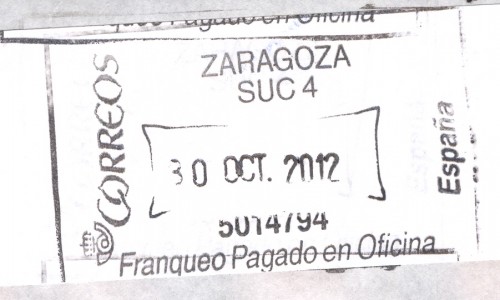 Franqueo Pagado en Oficina
CORREOS
ZARAGOZA
SUC 4
30 OCT. 2012
5014794
España
Franqueo Pagado en Oficina